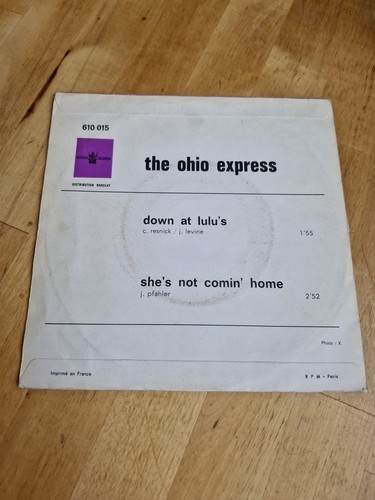 610 015
DISTRIBUTION BARCLAY
the ohio express
down at lulu's
c. resnick / j. levine 1'55
she's not comin' home
j. pfahler 2'52
Photo : X
Imprimé en France
B P M - Paris